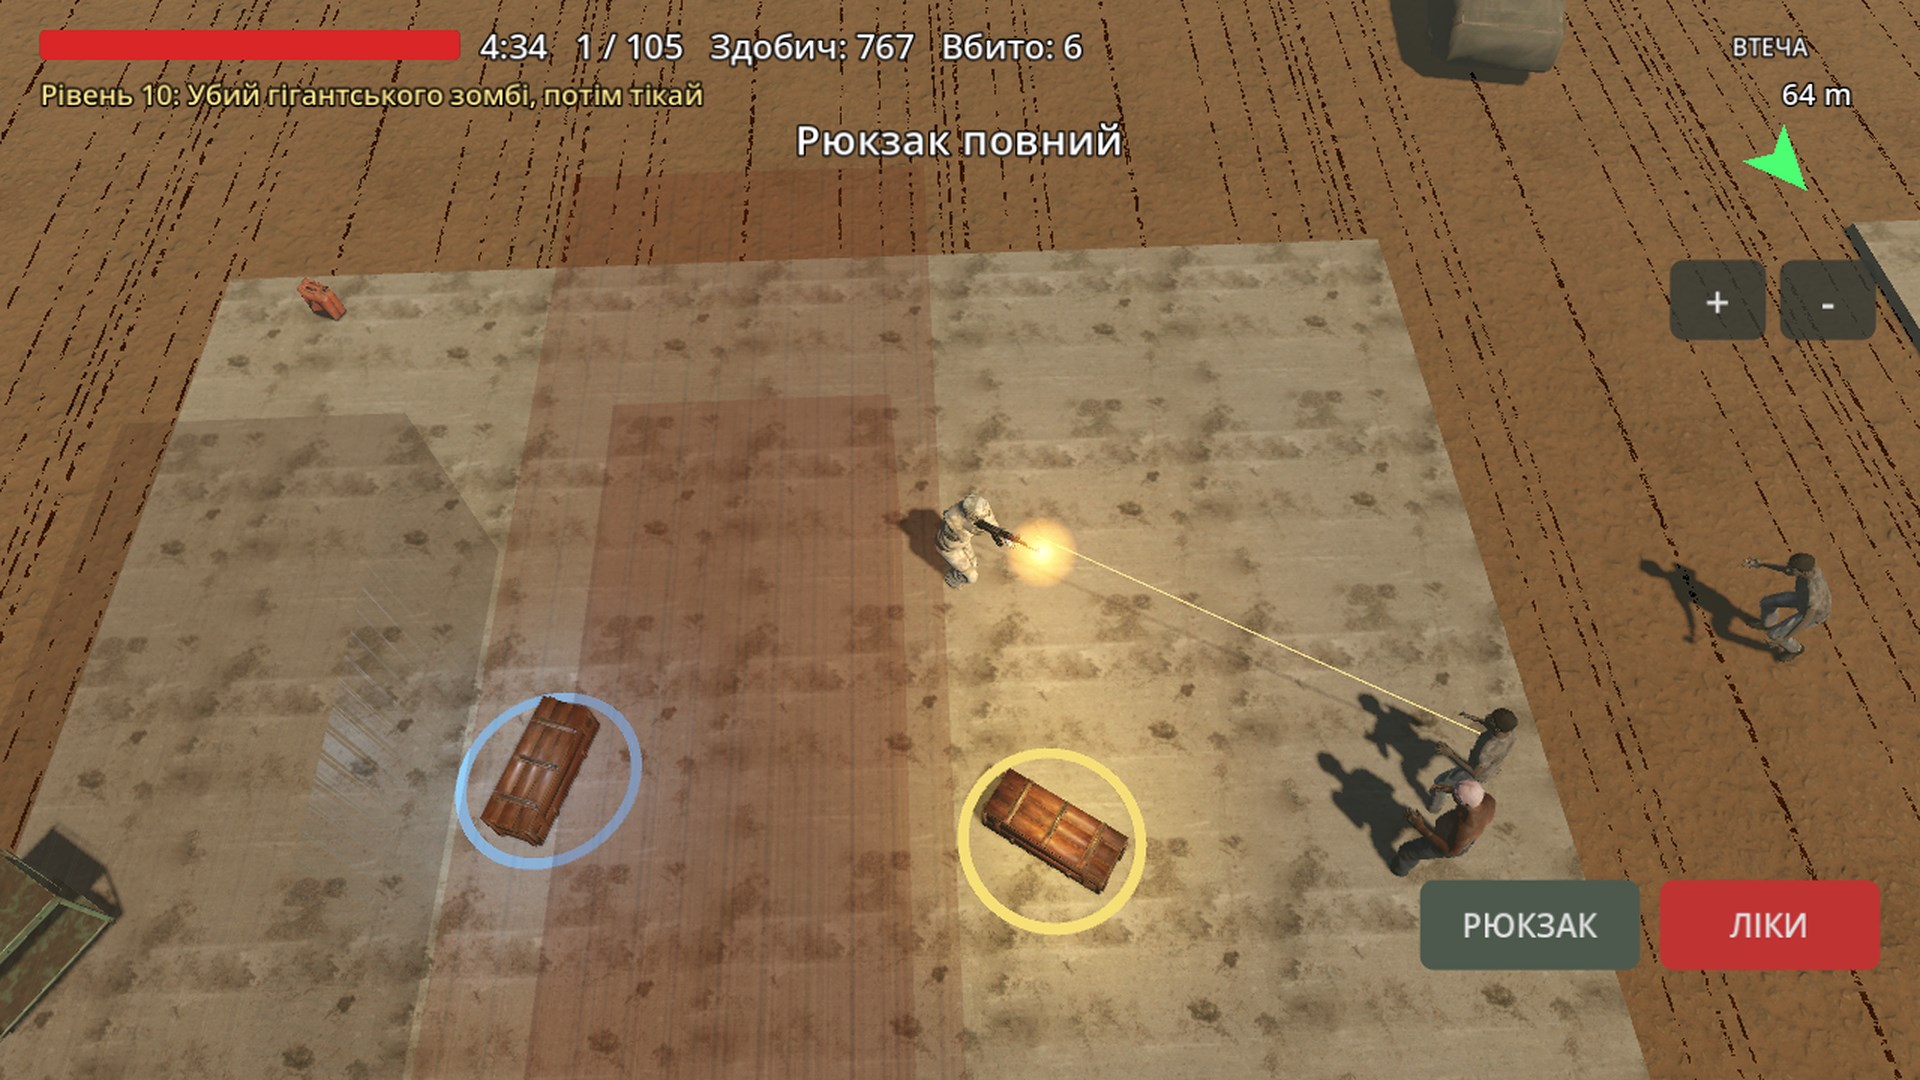 4:34 1 / 105 Здобич: 767 Вбито: 6
ВТЕЧА
Рівень 10: Убий гігантського зомбі, потім тікай
64 m
Рюкзак повний
+ -
РЮКЗАК ЛІКИ